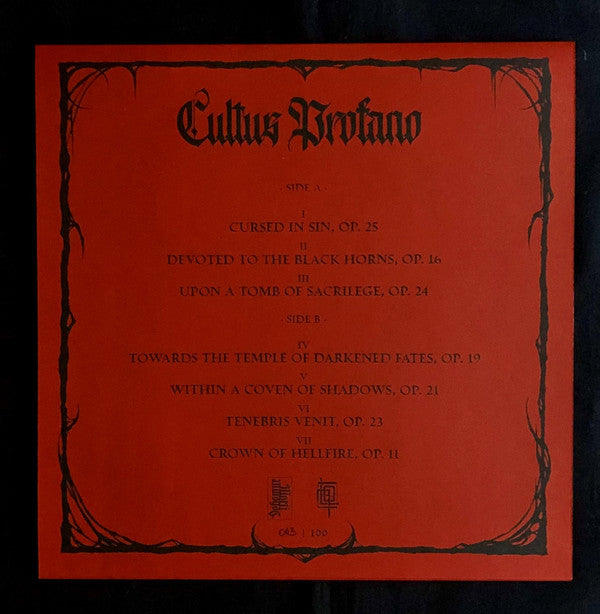 Cultus Profano
· SIDE A ·
I
CURSED IN SIN, OP. 25
II
DEVOTED TO THE BLACK HORNS, OP. 16
III
UPON A TOMB OF SACRILEGE, OP. 24
· SIDE B ·
IV
TOWARDS THE TEMPLE OF DARKENED FATES, OP. 19
V
WITHIN A COVEN OF SHADOWS, OP. 21
VI
TENEBRIS VENIT, OP. 23
VII
CROWN OF HELLFIRE, OP. 11
| 100